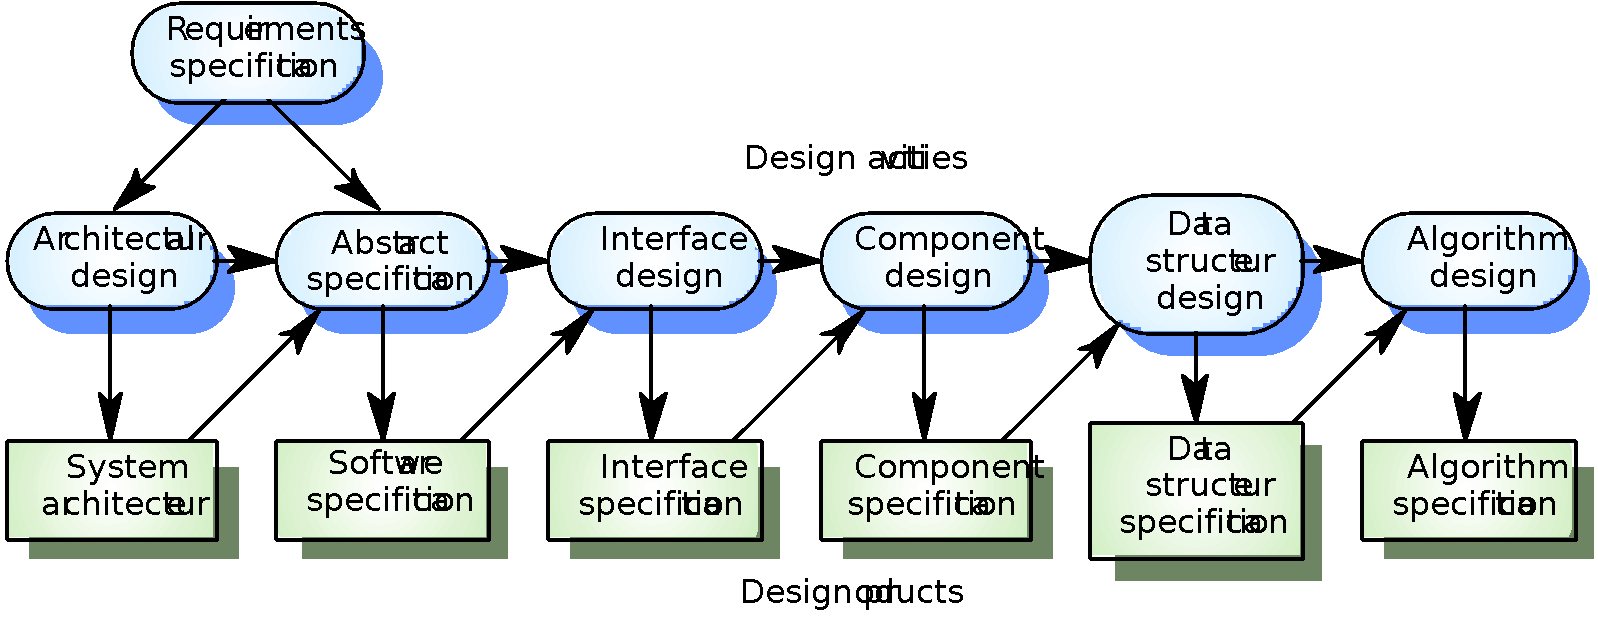 Requirements
specification
Design activities
Architectural
design
Abstract
specification
Interface
design
Component
design
Data
structure
design
Algorithm
design
System
architecture
Software
specification
Interface
specification
Component
specification
Data
structure
specification
Algorithm
specification
Design products